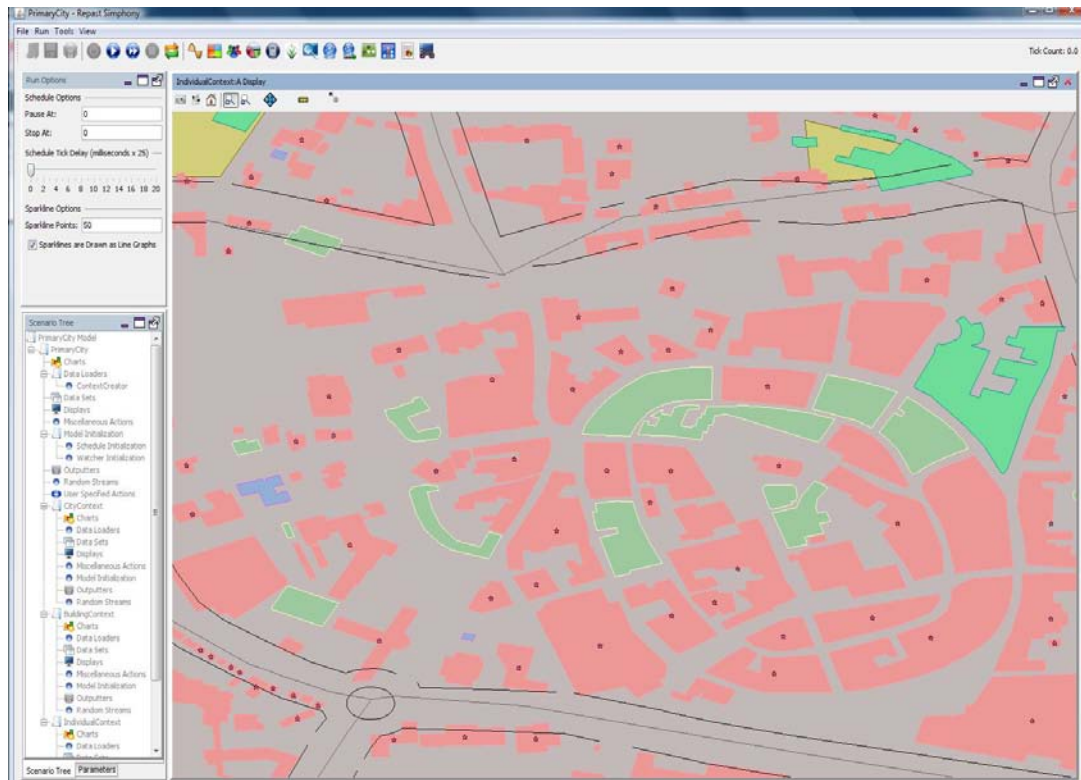 PrimaryCity - Repast Simphony
File Run Tools View
Tick Count: 0.0
Run Options
Schedule Options
Pause At: 0
Stop At: 0
Schedule Tick Delay (milliseconds x 25)
0 2 4 6 8 10 12 14 16 18 20
Sparkline Options
Sparkline Points: 50
Sparklines are Drawn as Line Graphs
Scenario Tree
PrimaryCity Model
PrimaryCity
Charts
Data Loaders
ContextCreator
Data Sets
Displays
Miscellaneous Actions
Model Initialization
Schedule Initialization
Watcher Initialization
Outputters
Random Streams
User Specified Actions
CityContext
Charts
Data Loaders
Data Sets
Displays
Miscellaneous Actions
Model Initialization
Outputters
Random Streams
BuildingContext
Charts
Data Loaders
Data Sets
Displays
Miscellaneous Actions
Model Initialization
Outputters
Random Streams
IndividualContext
Charts
Data Loaders
Data Sets
Scenario Tree Parameters
IndividualContext:A Display